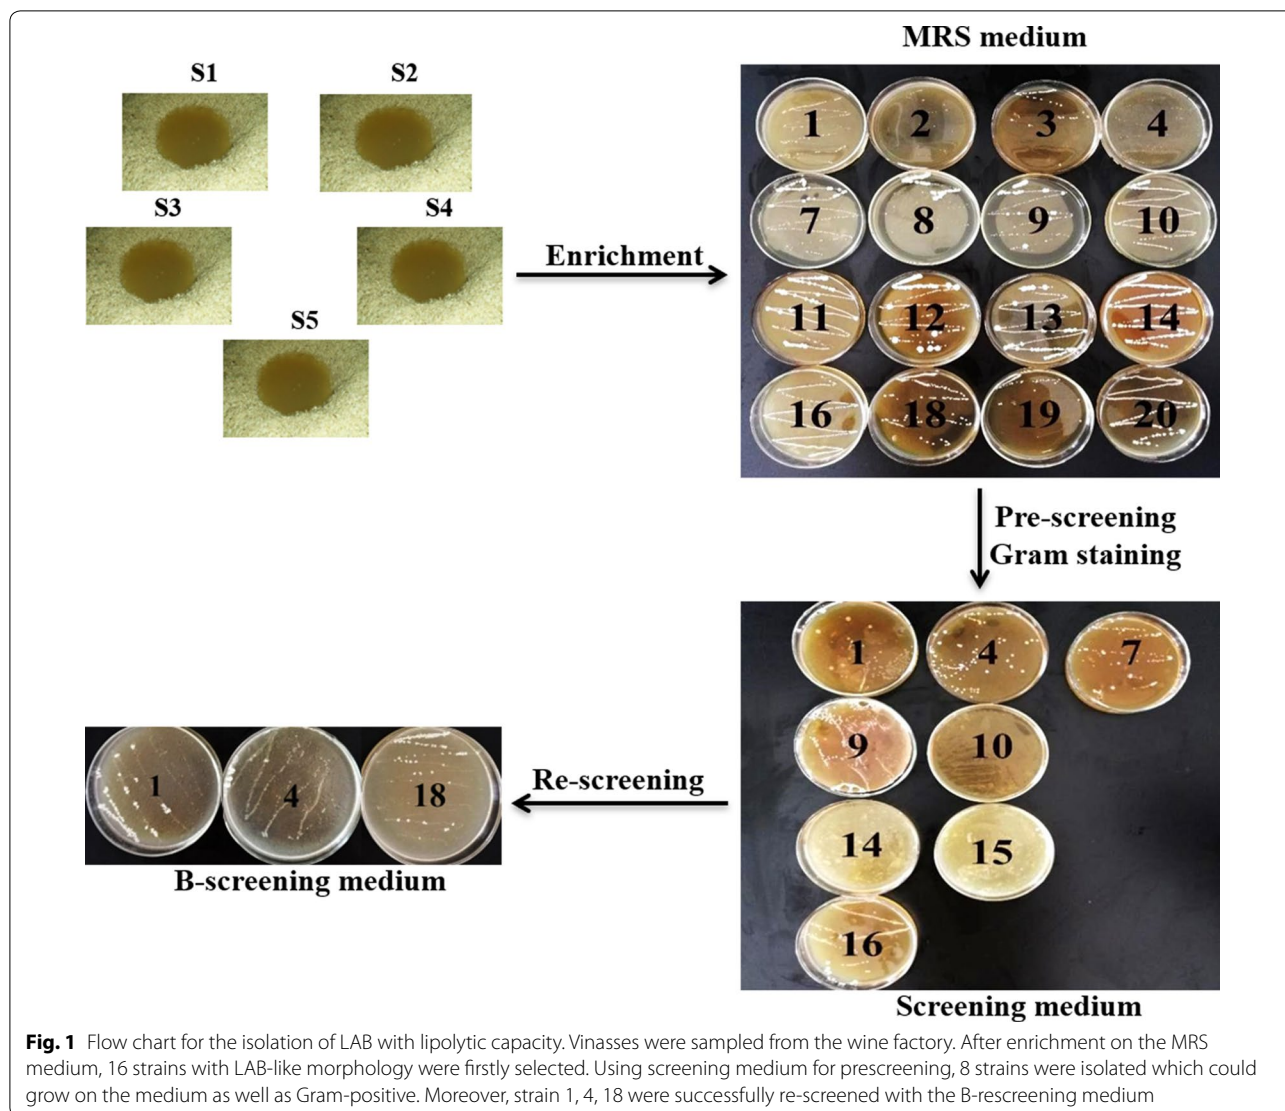 MRS medium
S1 S2
S3 S4
S5
Enrichment
1 2 3 4
7 8 9 10
11 12 13 14
16 18 19 20
Pre-screening
Gram staining
1 4 7
9 10
14 15
16
Screening medium
Re-screening
1 4 18
B-screening medium
Fig. 1 Flow chart for the isolation of LAB with lipolytic capacity. Vinasses were sampled from the wine factory. After enrichment on the MRS
medium, 16 strains with LAB-like morphology were firstly selected. Using screening medium for prescreening, 8 strains were isolated which could
grow on the medium as well as Gram-positive. Moreover, strain 1, 4, 18 were successfully re-screened with the B-rescreening medium